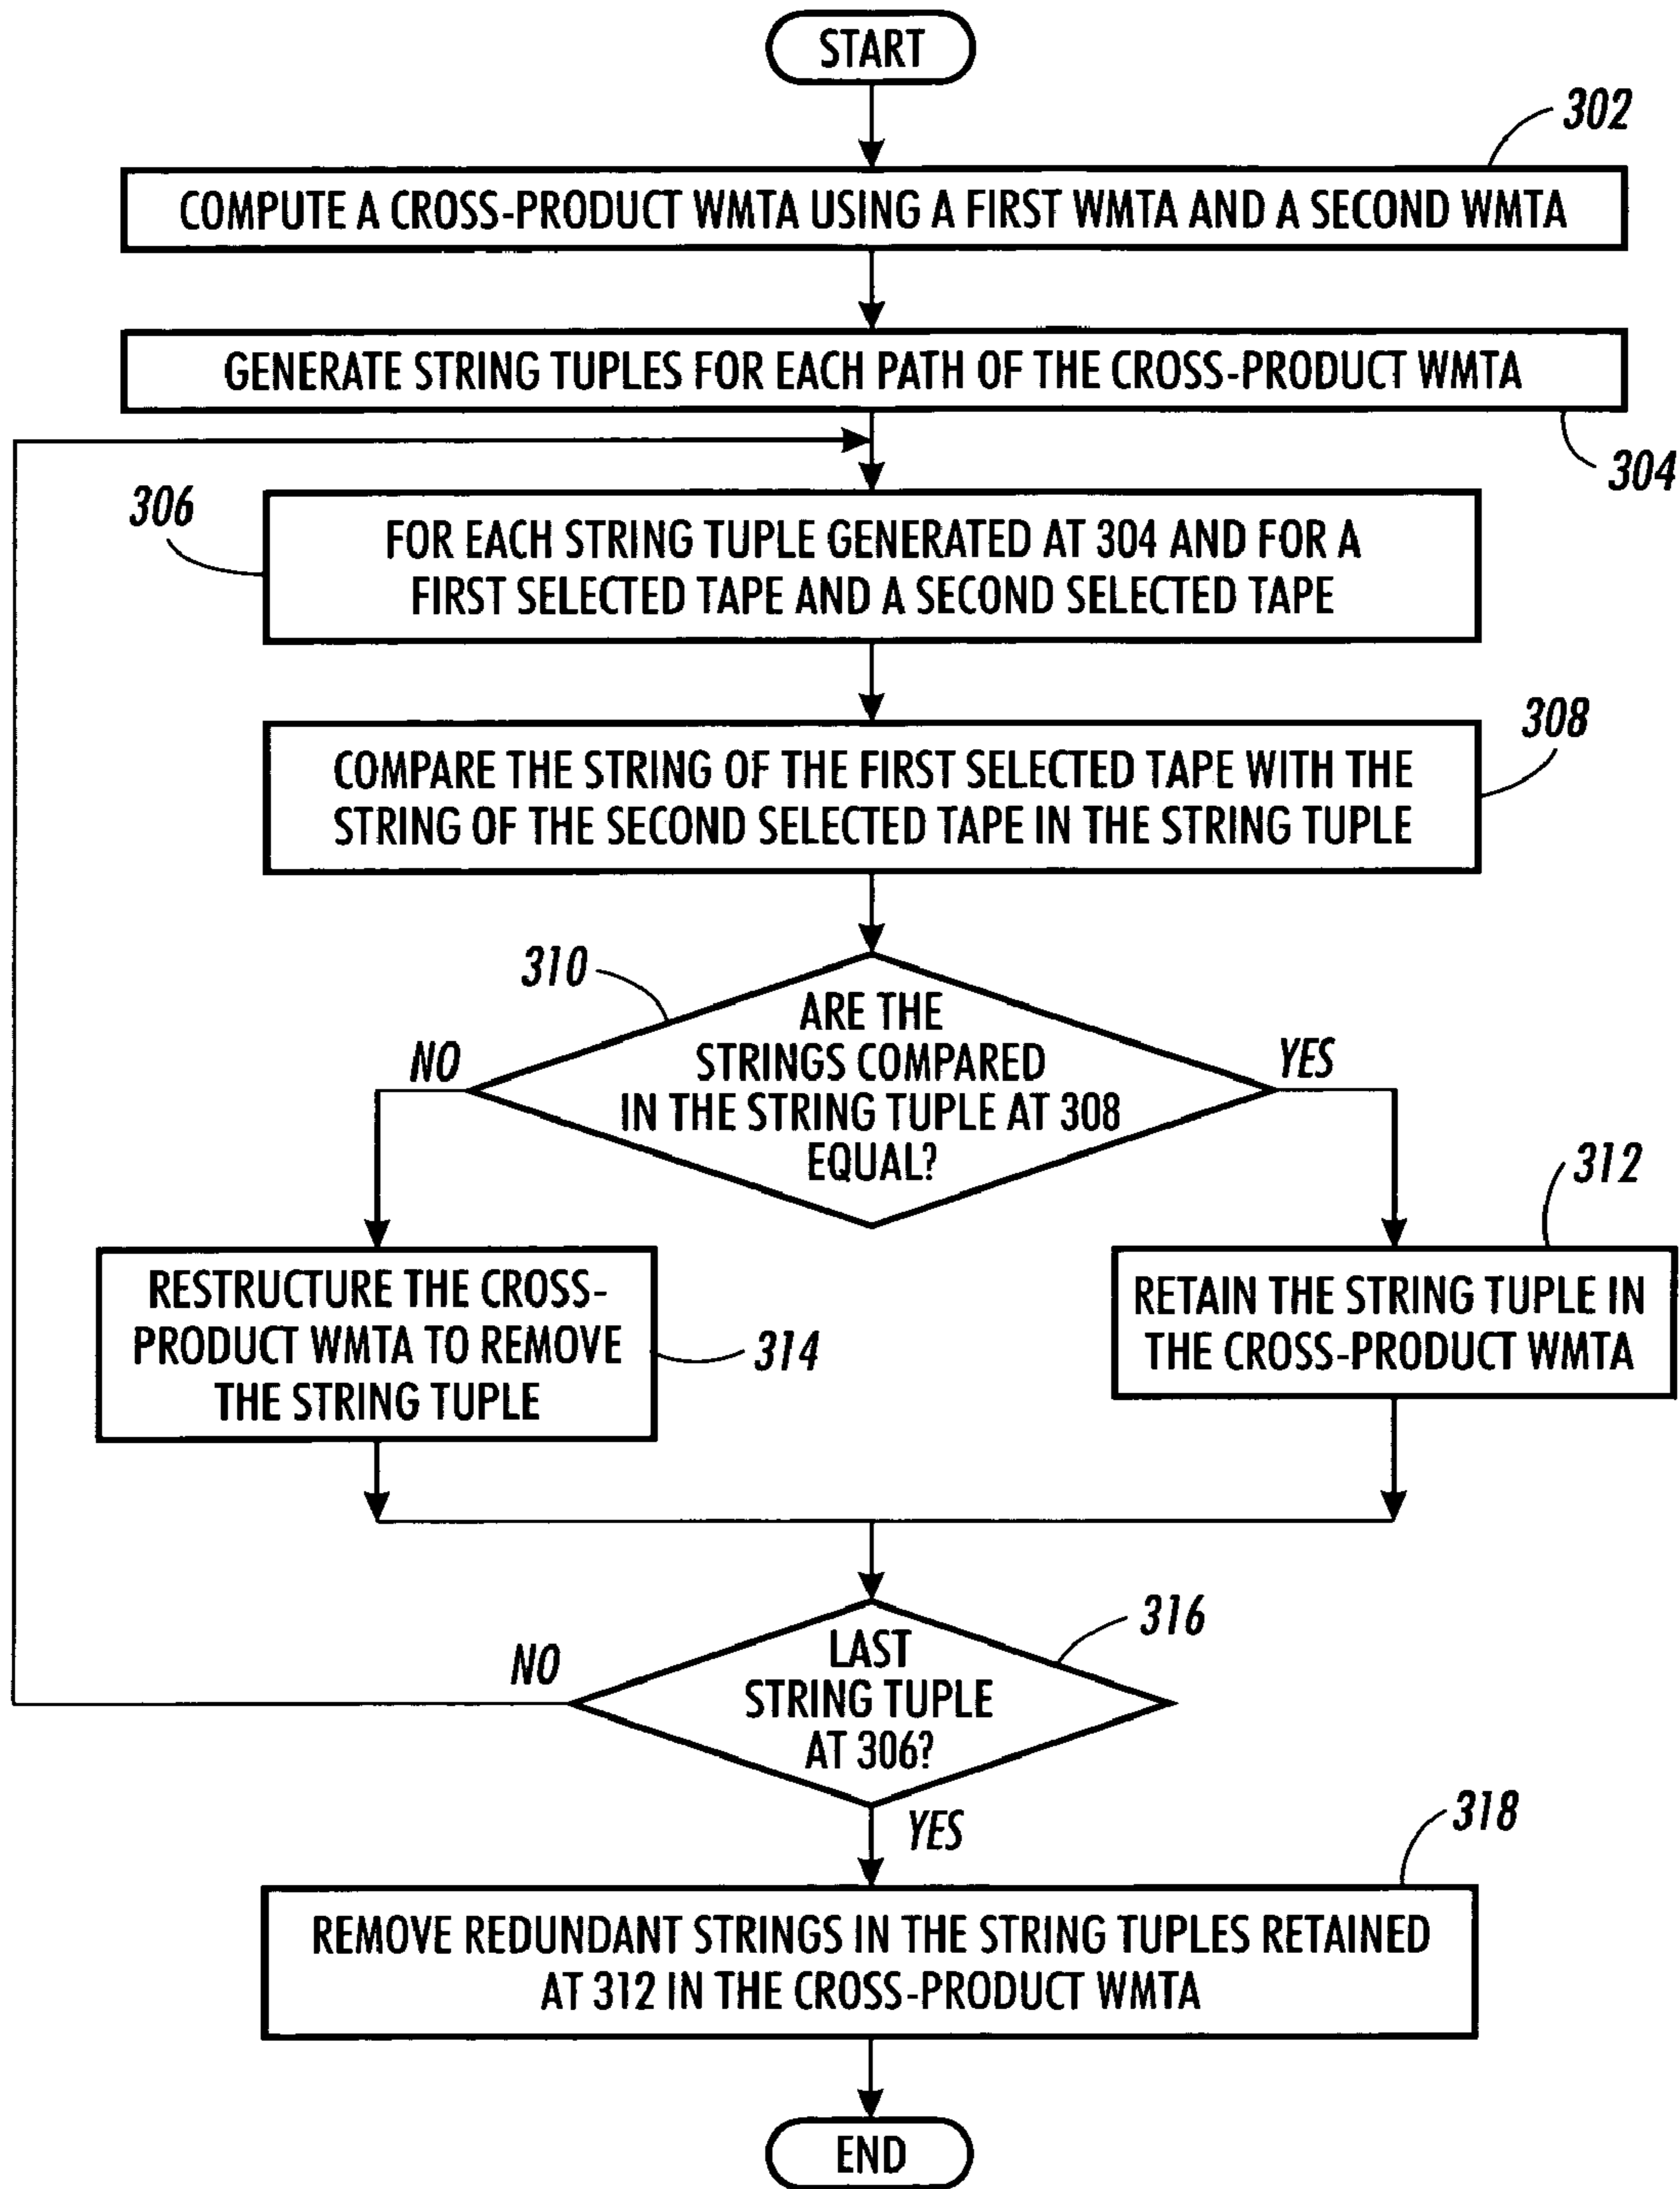 START
302
COMPUTE A CROSS-PRODUCT WMTA USING A FIRST WMTA AND A SECOND WMTA
GENERATE STRING TUPLES FOR EACH PATH OF THE CROSS-PRODUCT WMTA
304
306
FOR EACH STRING TUPLE GENERATED AT 304 AND FOR A
FIRST SELECTED TAPE AND A SECOND SELECTED TAPE
308
COMPARE THE STRING OF THE FIRST SELECTED TAPE WITH THE
STRING OF THE SECOND SELECTED TAPE IN THE STRING TUPLE
310
ARE THE
STRINGS COMPARED
IN THE STRING TUPLE AT 308
EQUAL?
NO
YES
312
RESTRUCTURE THE CROSS-
PRODUCT WMTA TO REMOVE
THE STRING TUPLE
314
RETAIN THE STRING TUPLE IN
THE CROSS-PRODUCT WMTA
316
LAST
STRING TUPLE
AT 306?
NO
YES
318
REMOVE REDUNDANT STRINGS IN THE STRING TUPLES RETAINED
AT 312 IN THE CROSS-PRODUCT WMTA
END